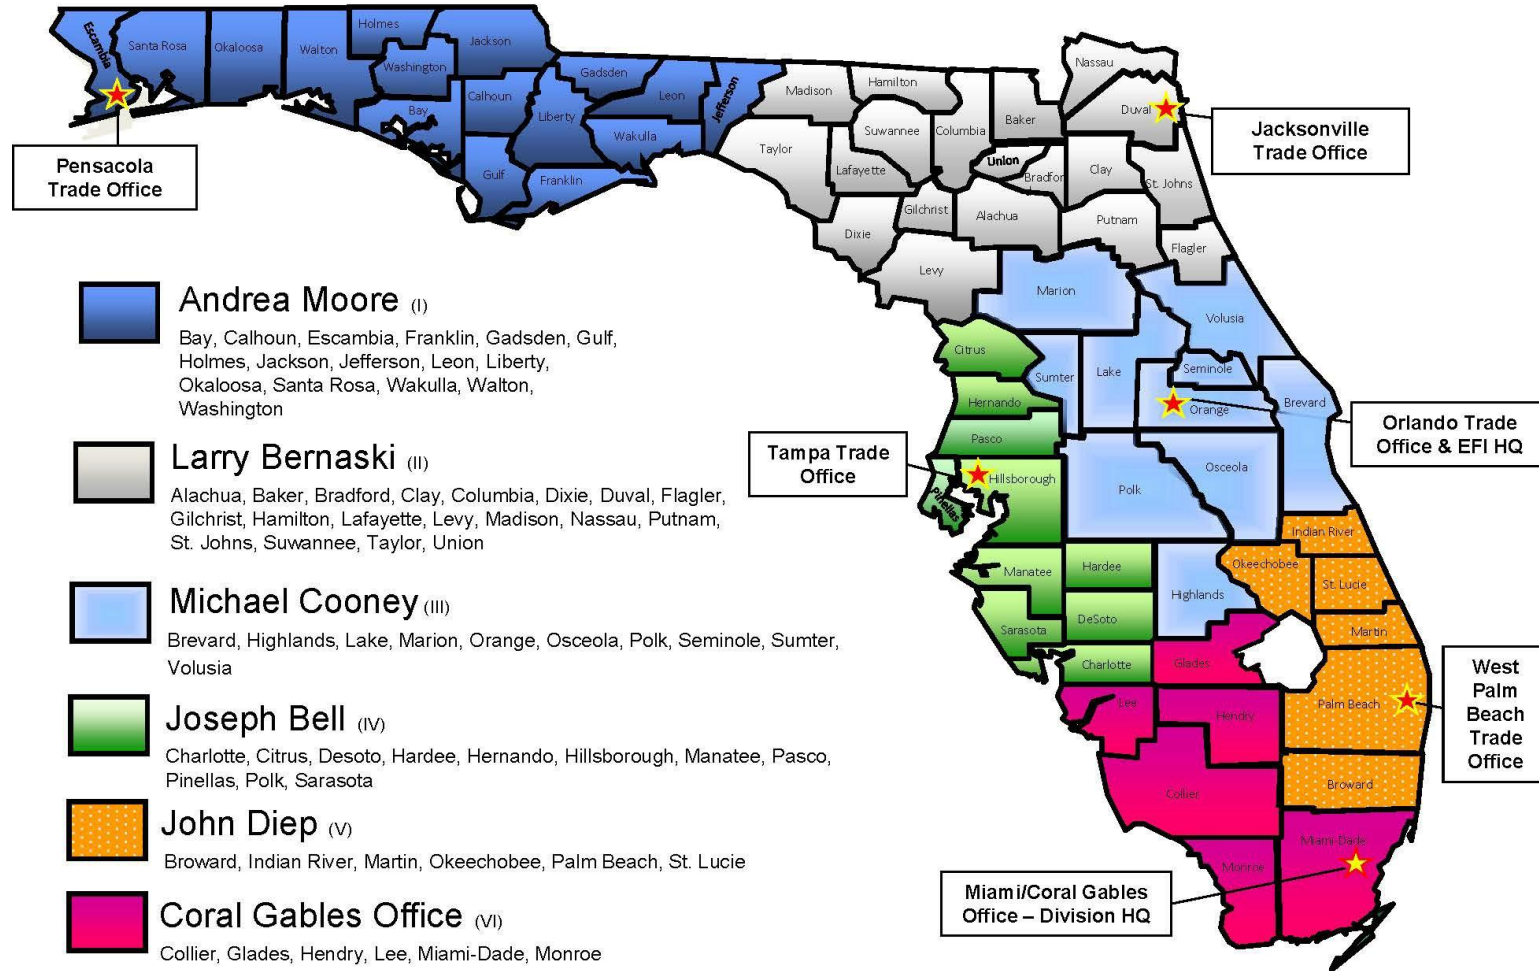 Escambia
Santa Rosa
Okaloosa
Walton
Holmes
Washington
Jackson
Bay
Calhoun
Gulf
Liberty
Gadsden
Franklin
Leon
Wakulla
Jefferson
Madison
Taylor
Hamilton
Suwannee
Lafayette
Dixie
Columbia
Gilchrist
Levy
Baker
Union
Bradfor
Alachua
Nassau
Duval
Clay
St. Johns
Putnam
Flagler
Marion
Volusia
Citrus
Sumter
Lake
Seminole
Orange
Brevard
Hernando
Pasco
Pinellas
Hillsborough
Polk
Osceola
Indian River
Manatee
Hardee
Highlands
Okeechobee
St. Lucie
Sarasota
DeSoto
Martin
Charlotte
Glades
Lee
Hendry
Palm Beach
Collier
Broward
Monroe
Miami-Dade
Pensacola
Trade Office
Jacksonville
Trade Office
Orlando Trade
Office & EFI HQ
Tampa Trade
Office
West
Palm
Beach
Trade
Office
Miami/Coral Gables
Office – Division HQ
Andrea Moore (I)
Bay, Calhoun, Escambia, Franklin, Gadsden, Gulf,
Holmes, Jackson, Jefferson, Leon, Liberty,
Okaloosa, Santa Rosa, Wakulla, Walton,
Washington
Larry Bernaski (II)
Alachua, Baker, Bradford, Clay, Columbia, Dixie, Duval, Flagler,
Gilchrist, Hamilton, Lafayette, Levy, Madison, Nassau, Putnam,
St. Johns, Suwannee, Taylor, Union
Michael Cooney (III)
Brevard, Highlands, Lake, Marion, Orange, Osceola, Polk, Seminole, Sumter,
Volusia
Joseph Bell (IV)
Charlotte, Citrus, Desoto, Hardee, Hernando, Hillsborough, Manatee, Pasco,
Pinellas, Polk, Sarasota
John Diep (V)
Broward, Indian River, Martin, Okeechobee, Palm Beach, St. Lucie
Coral Gables Office (VI)
Collier, Glades, Hendry, Lee, Miami-Dade, Monroe